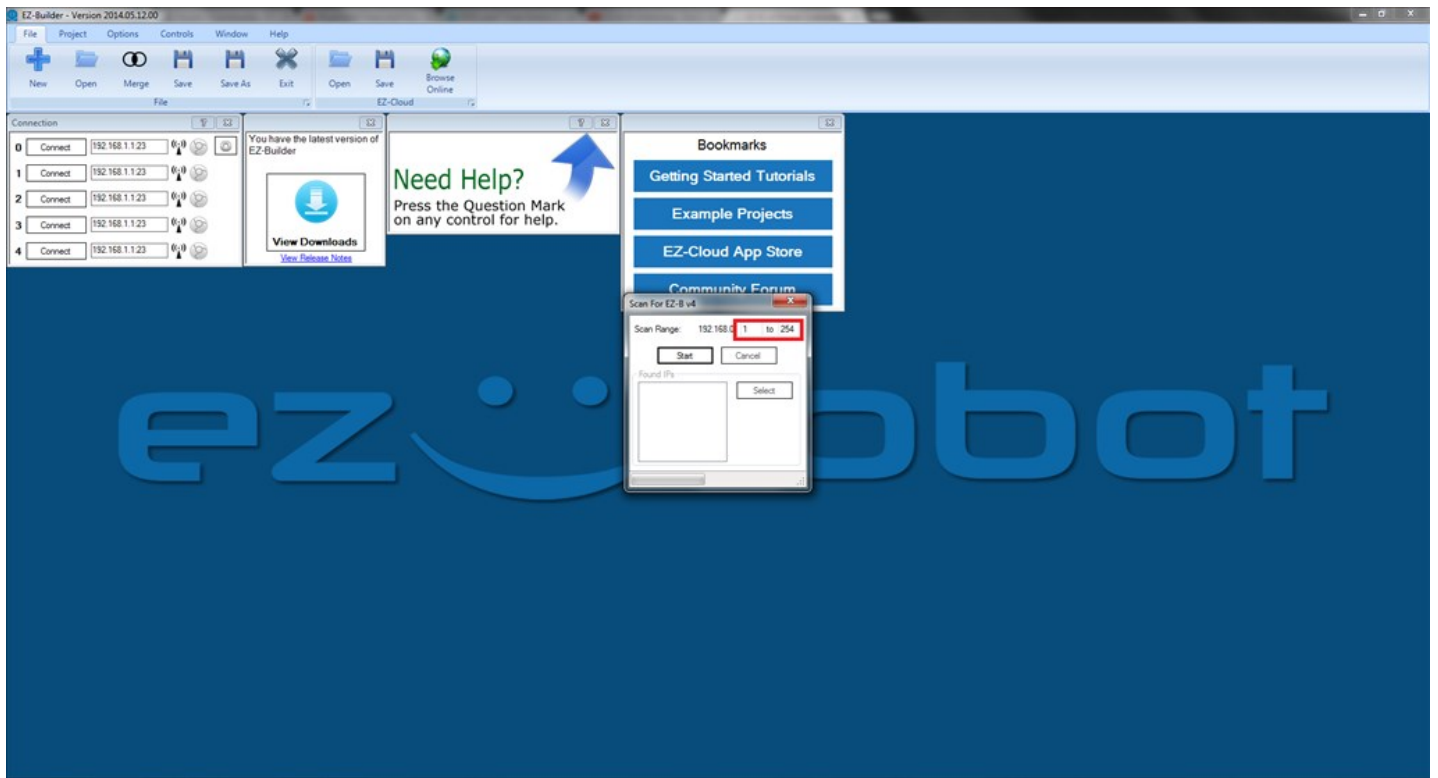 EZ-Builder - Version 2014.05.12.00
File Project Options Controls Window Help
New Open Merge Save Save As Exit Open Save Browse Online
File EZ-Cloud
Connection
0 Connect 192.168.1.1:23
1 Connect 192.168.1.1:23
2 Connect 192.168.1.1:23
3 Connect 192.168.1.1:23
4 Connect 192.168.1.1:23
You have the latest version of
EZ-Builder
View Downloads
View Release Notes
Need Help?
Press the Question Mark
on any control for help.
Bookmarks
Getting Started Tutorials
Example Projects
EZ-Cloud App Store
Community Forum
Scan For EZ-B v4
Scan Range: 192.168.0 1 to 254
Start Cancel
Found IPs
Select
ez obot